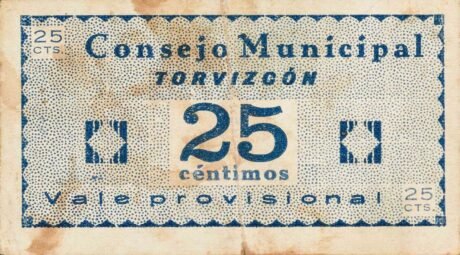 25
CTS.
Consejo Municipal
TORVIZCÓN
25
céntimos
Vale provisional
25
CTS.